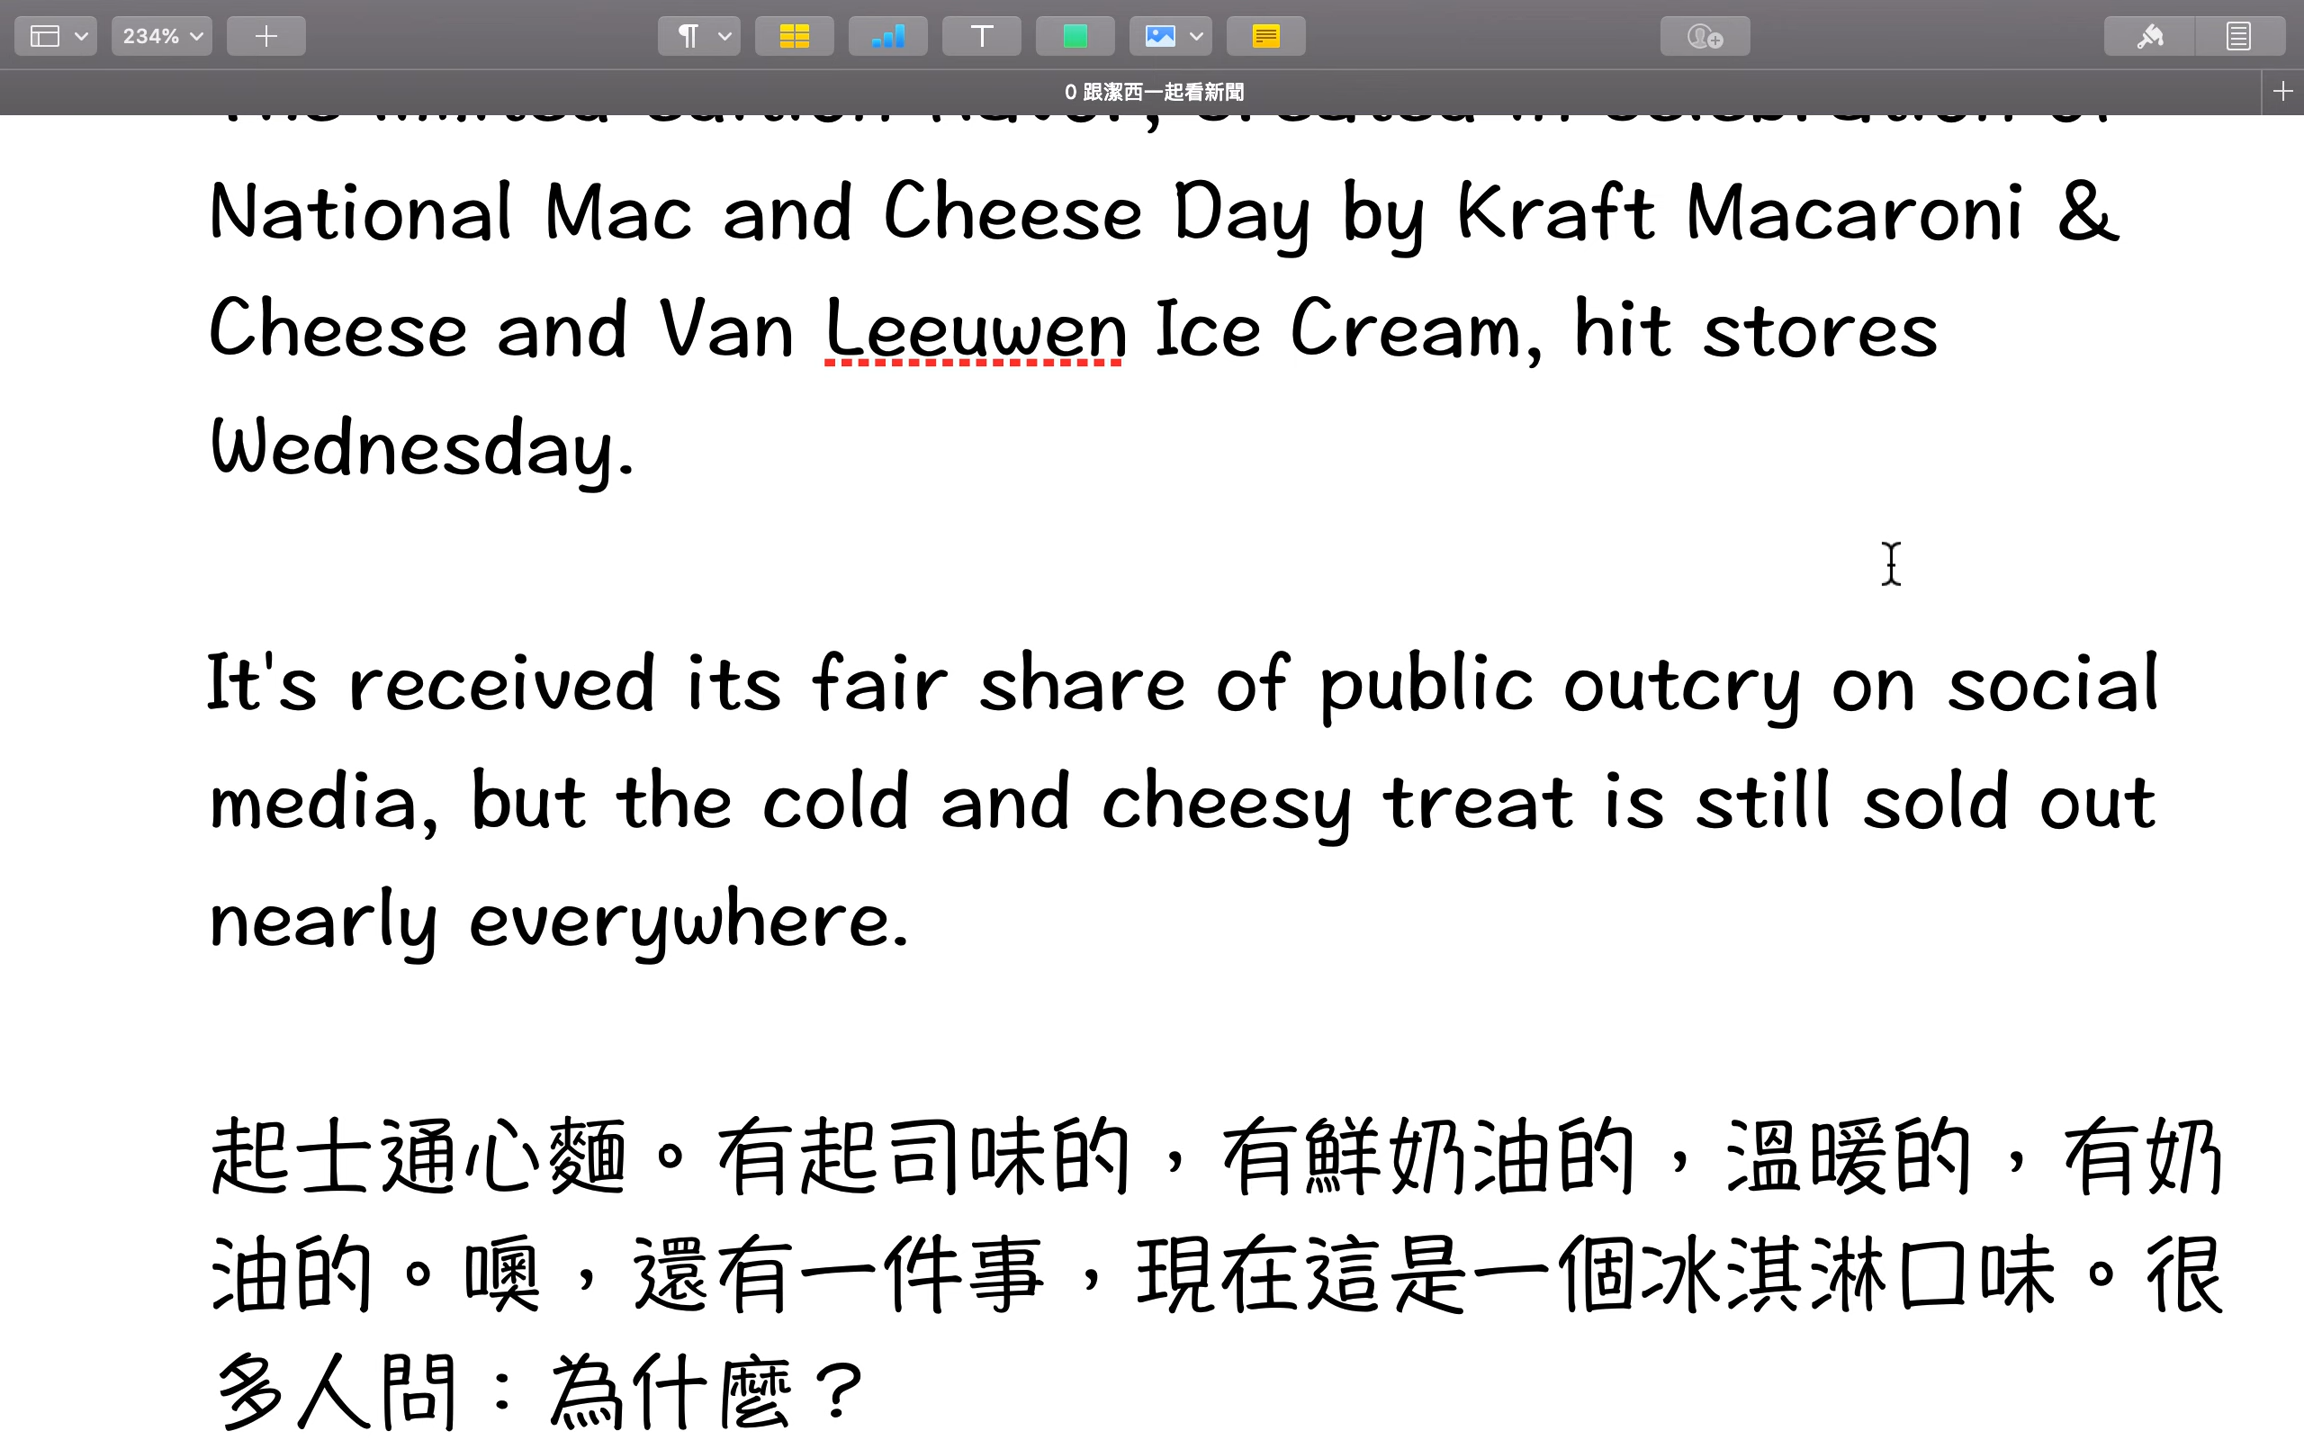 234%
0 跟潔西一起看新聞
National Mac and Cheese Day by Kraft Macaroni &
Cheese and Van Leeuwen Ice Cream, hit stores
Wednesday.
It's received its fair share of public outcry on social
media, but the cold and cheesy treat is still sold out
nearly everywhere.
起士通心麵。有起司味的，有鮮奶油的，溫暖的，有奶
油的。噢，還有一件事，現在這是一個冰淇淋口味。很
多人問：為什麼？